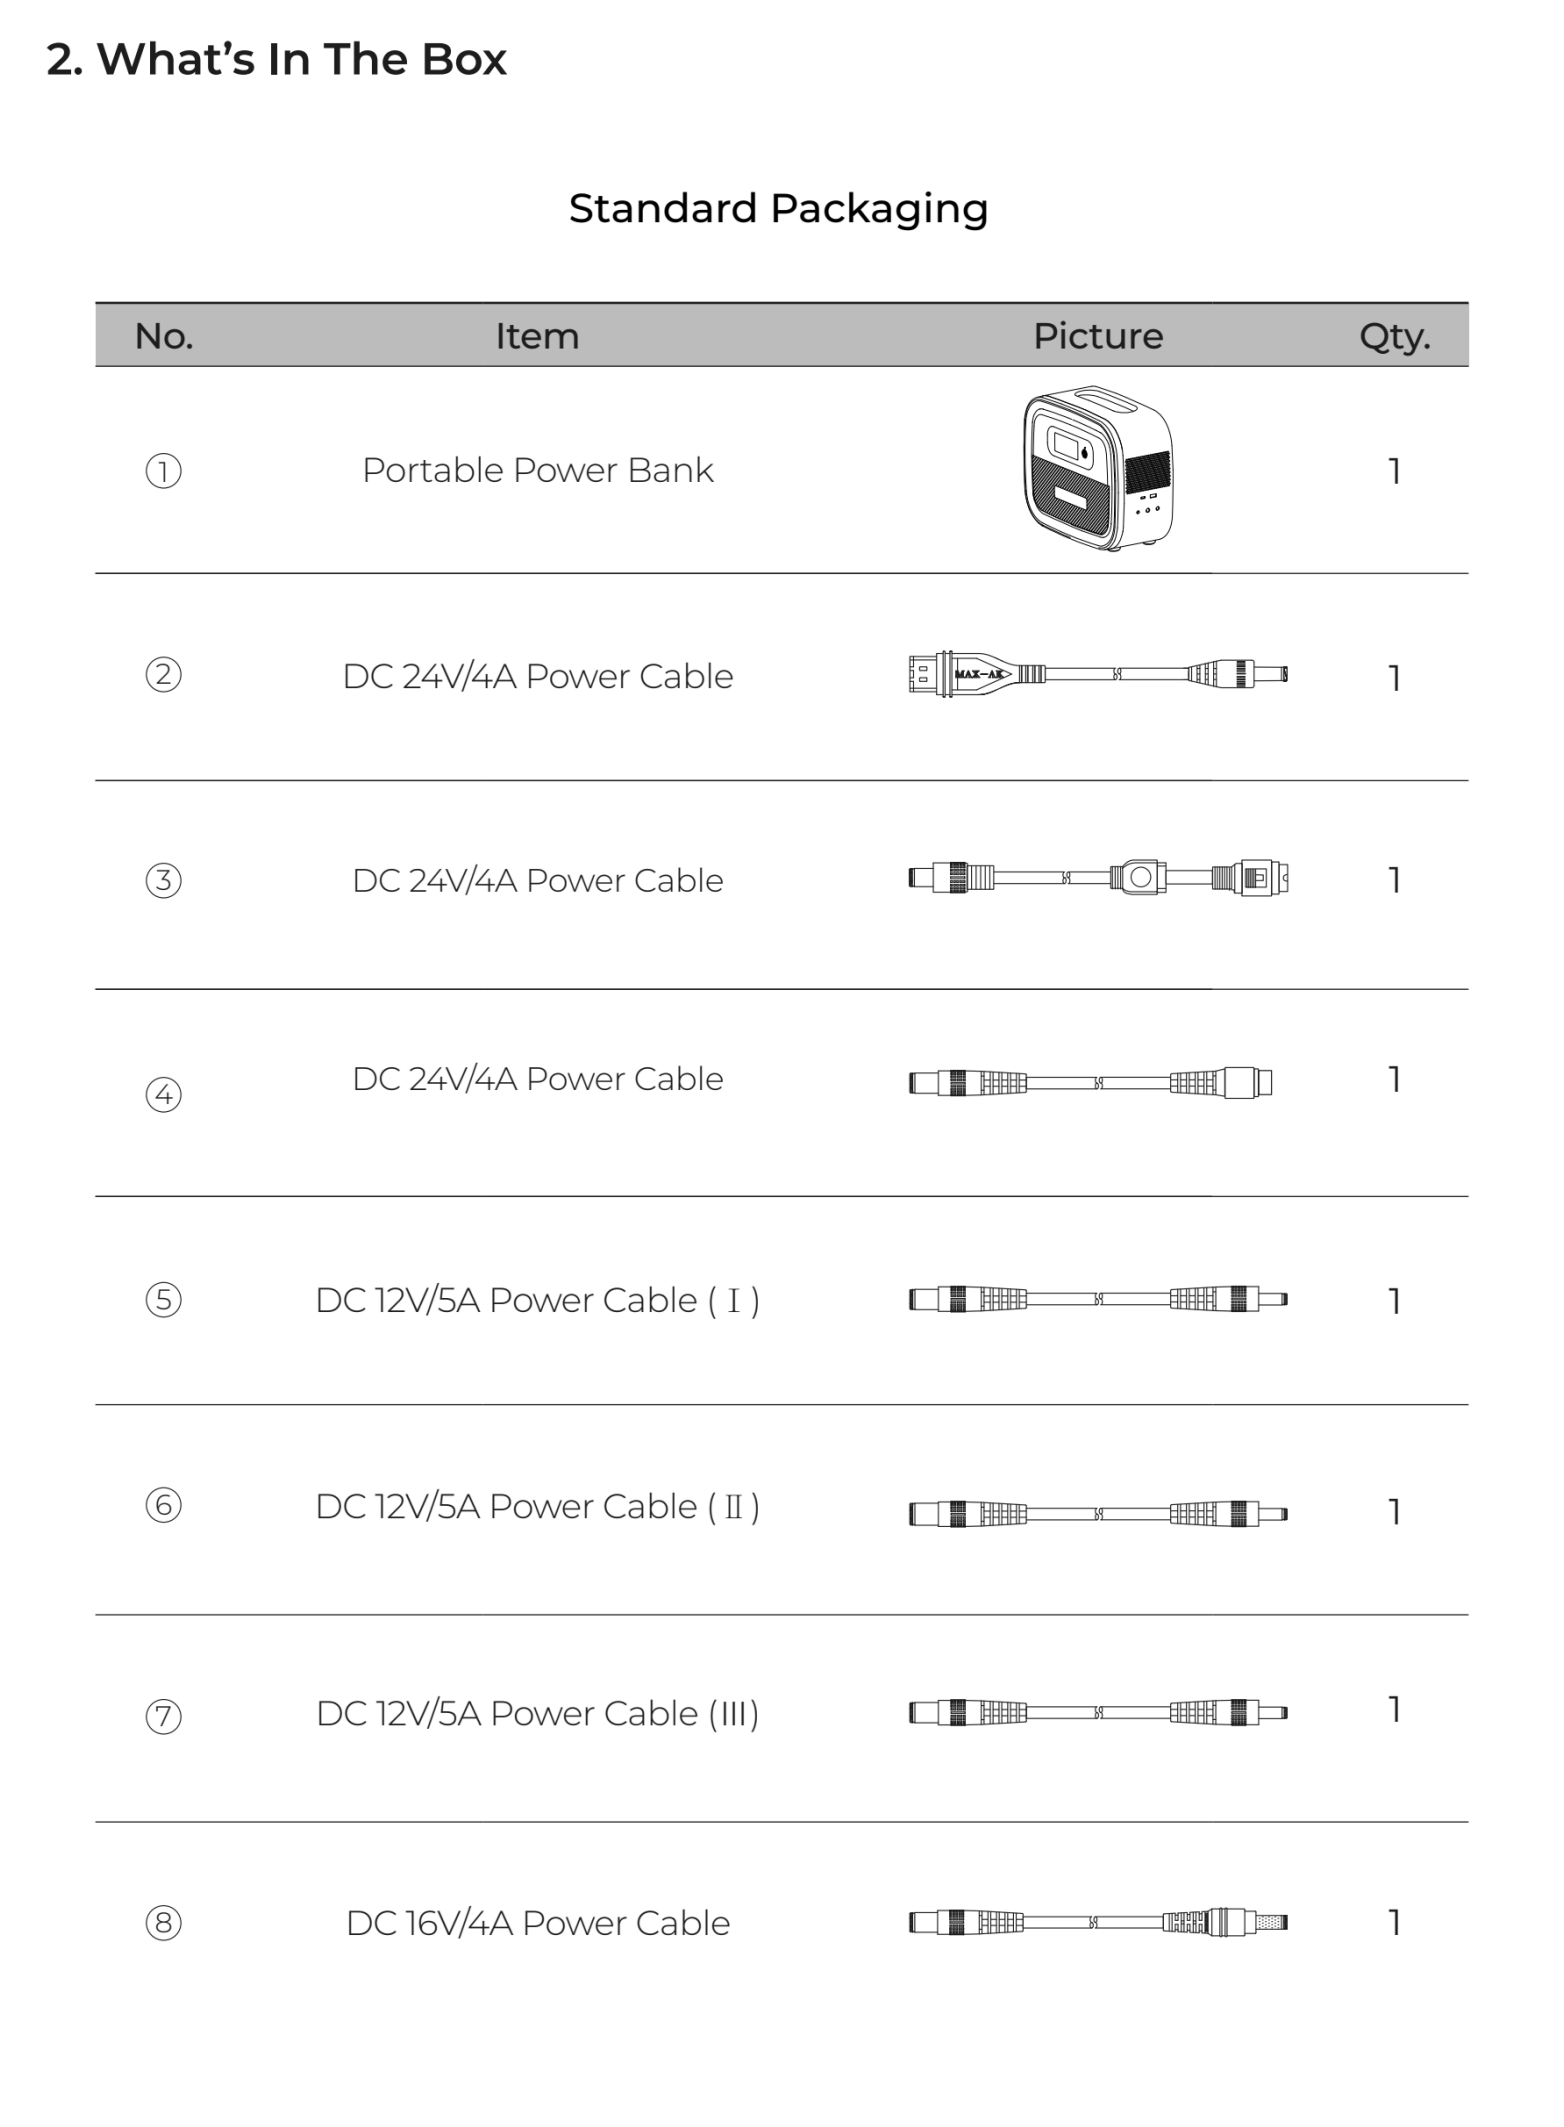 2. What’s In The Box
Standard Packaging
No. Item Picture Qty.
① Portable Power Bank 1
② DC 24V/4A Power Cable MAX-AK 1
③ DC 24V/4A Power Cable 1
④ DC 24V/4A Power Cable 1
⑤ DC 12V/5A Power Cable ( Ⅰ ) 1
⑥ DC 12V/5A Power Cable ( Ⅱ ) 1
⑦ DC 12V/5A Power Cable (III) 1
⑧ DC 16V/4A Power Cable 1